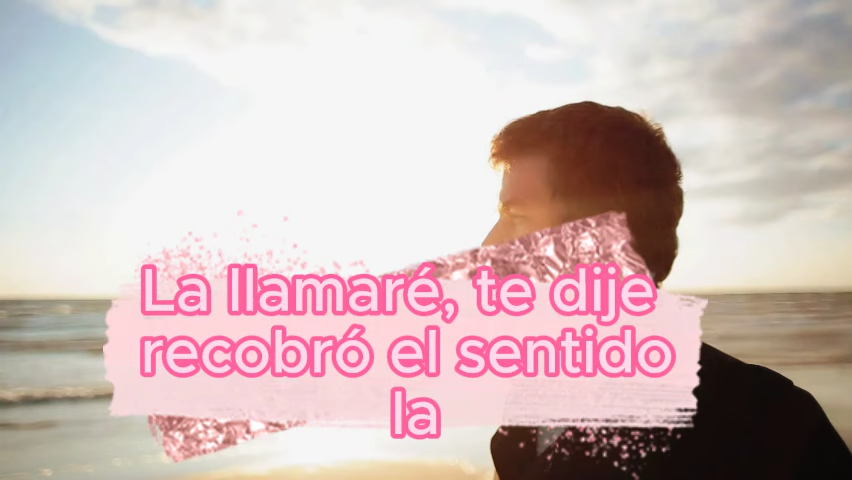 La llamaré, te dije
recobró el sentido
la